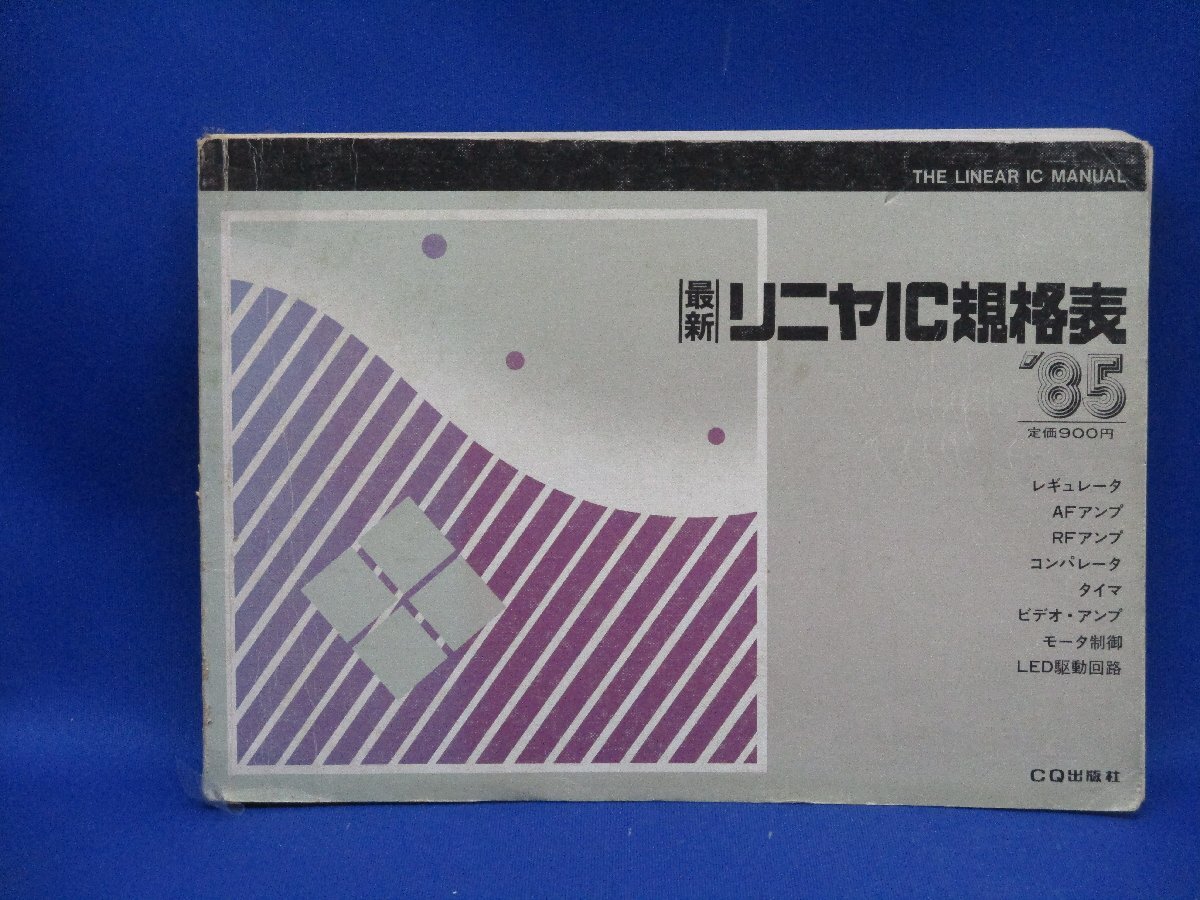 THE LINEAR IC MANUAL
最新 リニヤIC規格表
'85
定価900円
レギュレータ
AFアンプ
RFアンプ
コンパレータ
タイマ
ビデオ・アンプ
モータ制御
LED駆動回路
CQ出版社